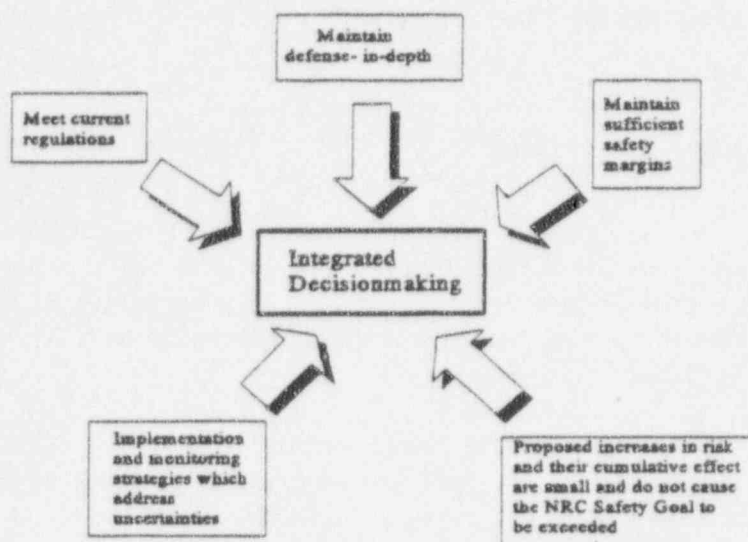 Maintain
defense- in-depth
Meet current
regulations
Maintain
sufficient
safety
margins
Integrated
Decisionmaking
Implementation
and monitoring
strategies which
address
uncertainties
Proposed increases in risk
and their cumulative effect
are small and do not cause
the NRC Safety Goal to
be exceeded